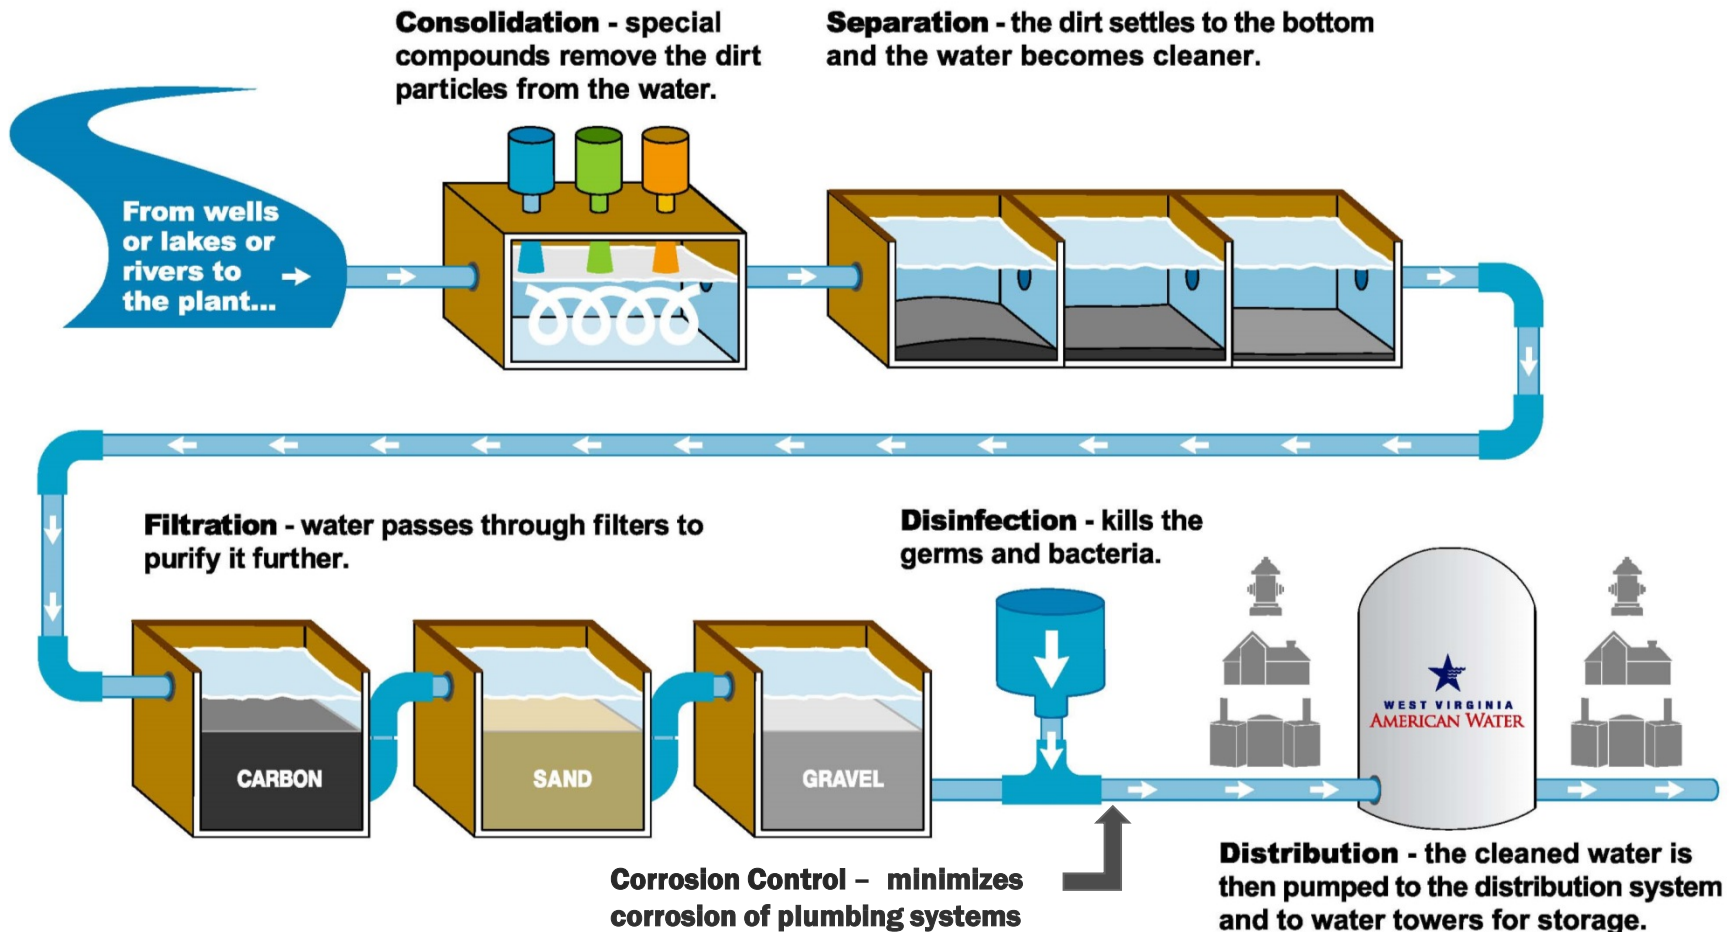 Consolidation - special
compounds remove the dirt
particles from the water.
Separation - the dirt settles to the bottom
and the water becomes cleaner.
From wells
or lakes or
rivers to
the plant...
Filtration - water passes through filters to
purify it further.
Disinfection - kills the
germs and bacteria.
CARBON
SAND
GRAVEL
WEST VIRGINIA
AMERICAN WATER
Corrosion Control – minimizes
corrosion of plumbing systems
Distribution - the cleaned water is
then pumped to the distribution system
and to water towers for storage.